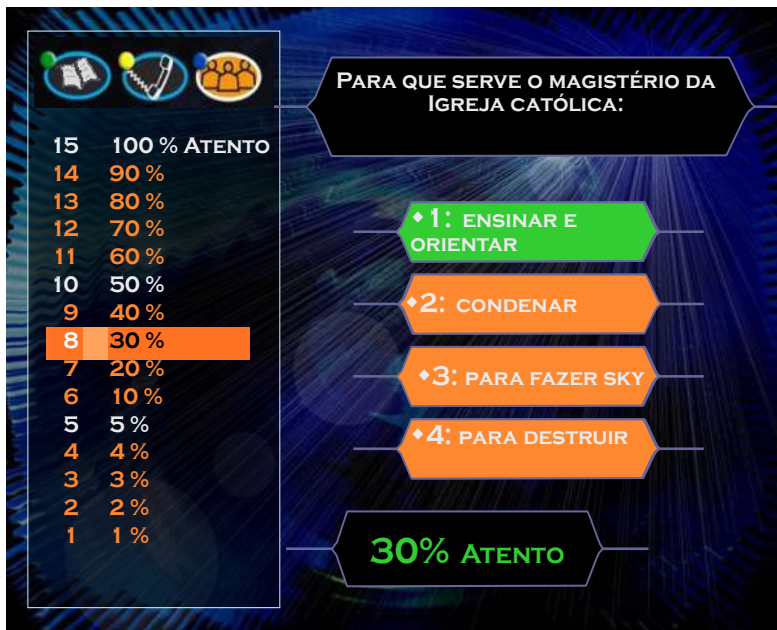 Para que serve o magistério da
Igreja católica:
15 100 % Atento
14 90 %
13 80 %
12 70 %
11 60 %
10 50 %
9 40 %
8 30 %
7 20 %
6 10 %
5 5 %
4 4 %
3 3 %
2 2 %
1 1 %
◆1: ensinar e
orientar
◆2: condenar
◆3: para fazer sky
◆4: para destruir
30% Atento